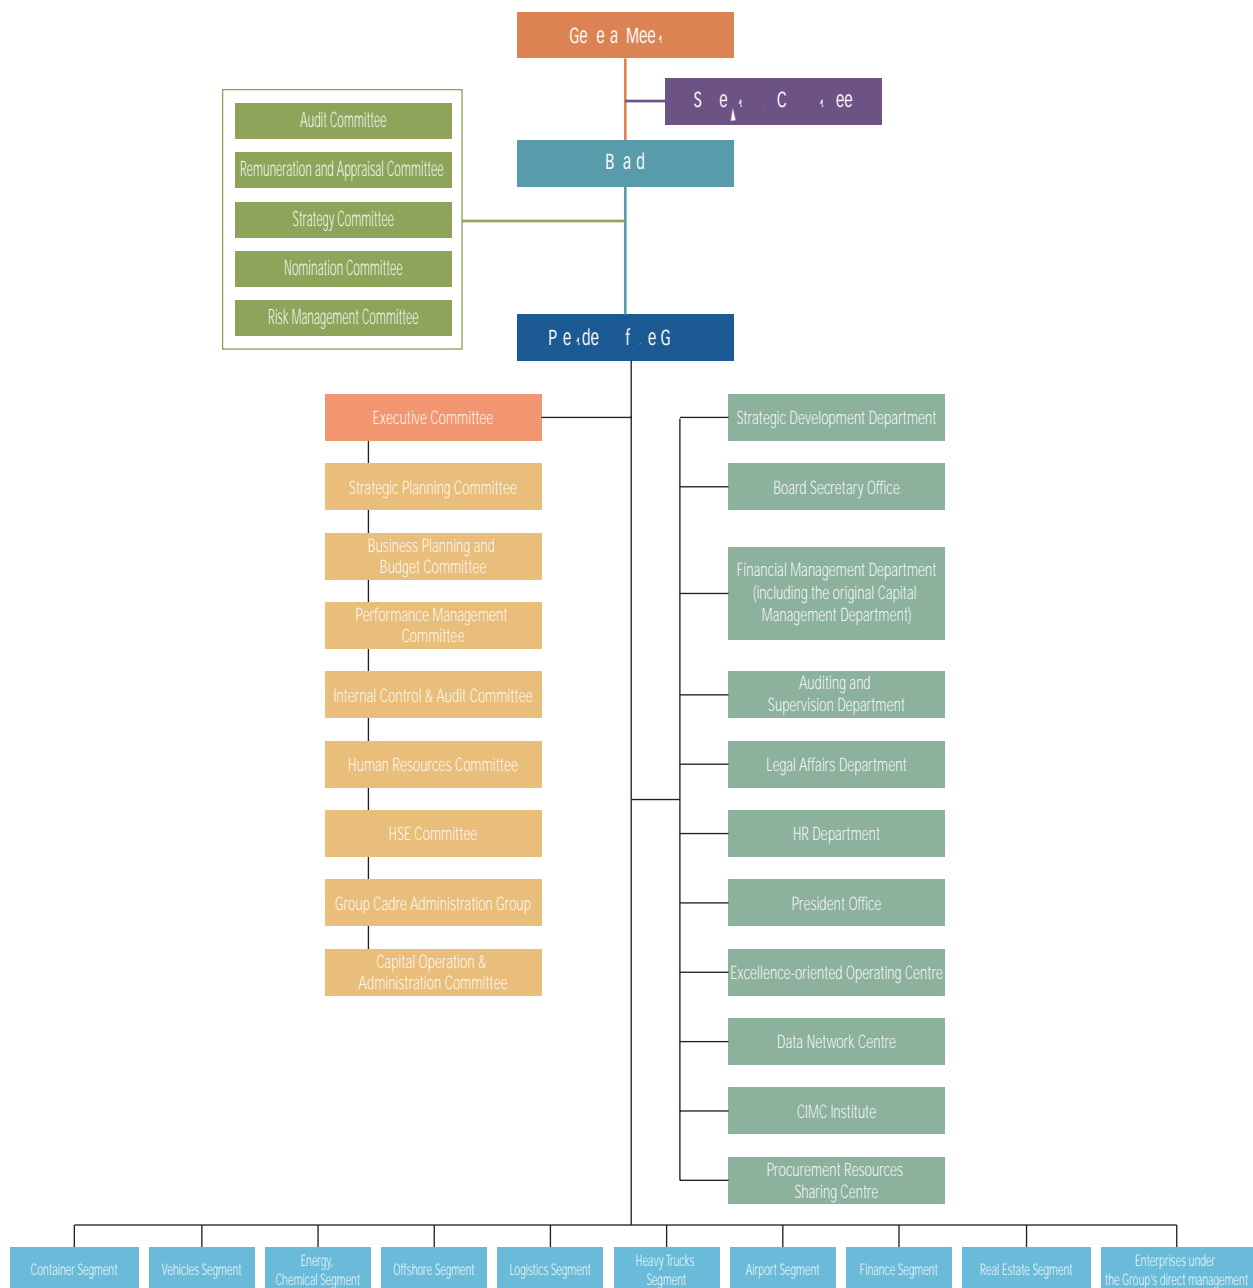 Audit Committee
Remuneration and Appraisal Committee
Strategy Committee
Nomination Committee
Risk Management Committee
Executive Committee
Strategic Planning Committee
Business Planning and
Budget Committee
Performance Management
Committee
Internal Control & Audit Committee
Human Resources Committee
HSE Committee
Group Cadre Administration Group
Capital Operation &
Administration Committee
Strategic Development Department
Board Secretary Office
Financial Management Department
(including the original Capital
Management Department)
Auditing and
Supervision Department
Legal Affairs Department
HR Department
President Office
Excellence-oriented Operating Centre
Data Network Centre
CIMC Institute
Procurement Resources
Sharing Centre
Container Segment
Vehicles Segment
Energy,
Chemical Segment
Offshore Segment
Logistics Segment
Heavy Trucks
Segment
Airport Segment
Finance Segment
Real Estate Segment
Enterprises under
the Group's direct management